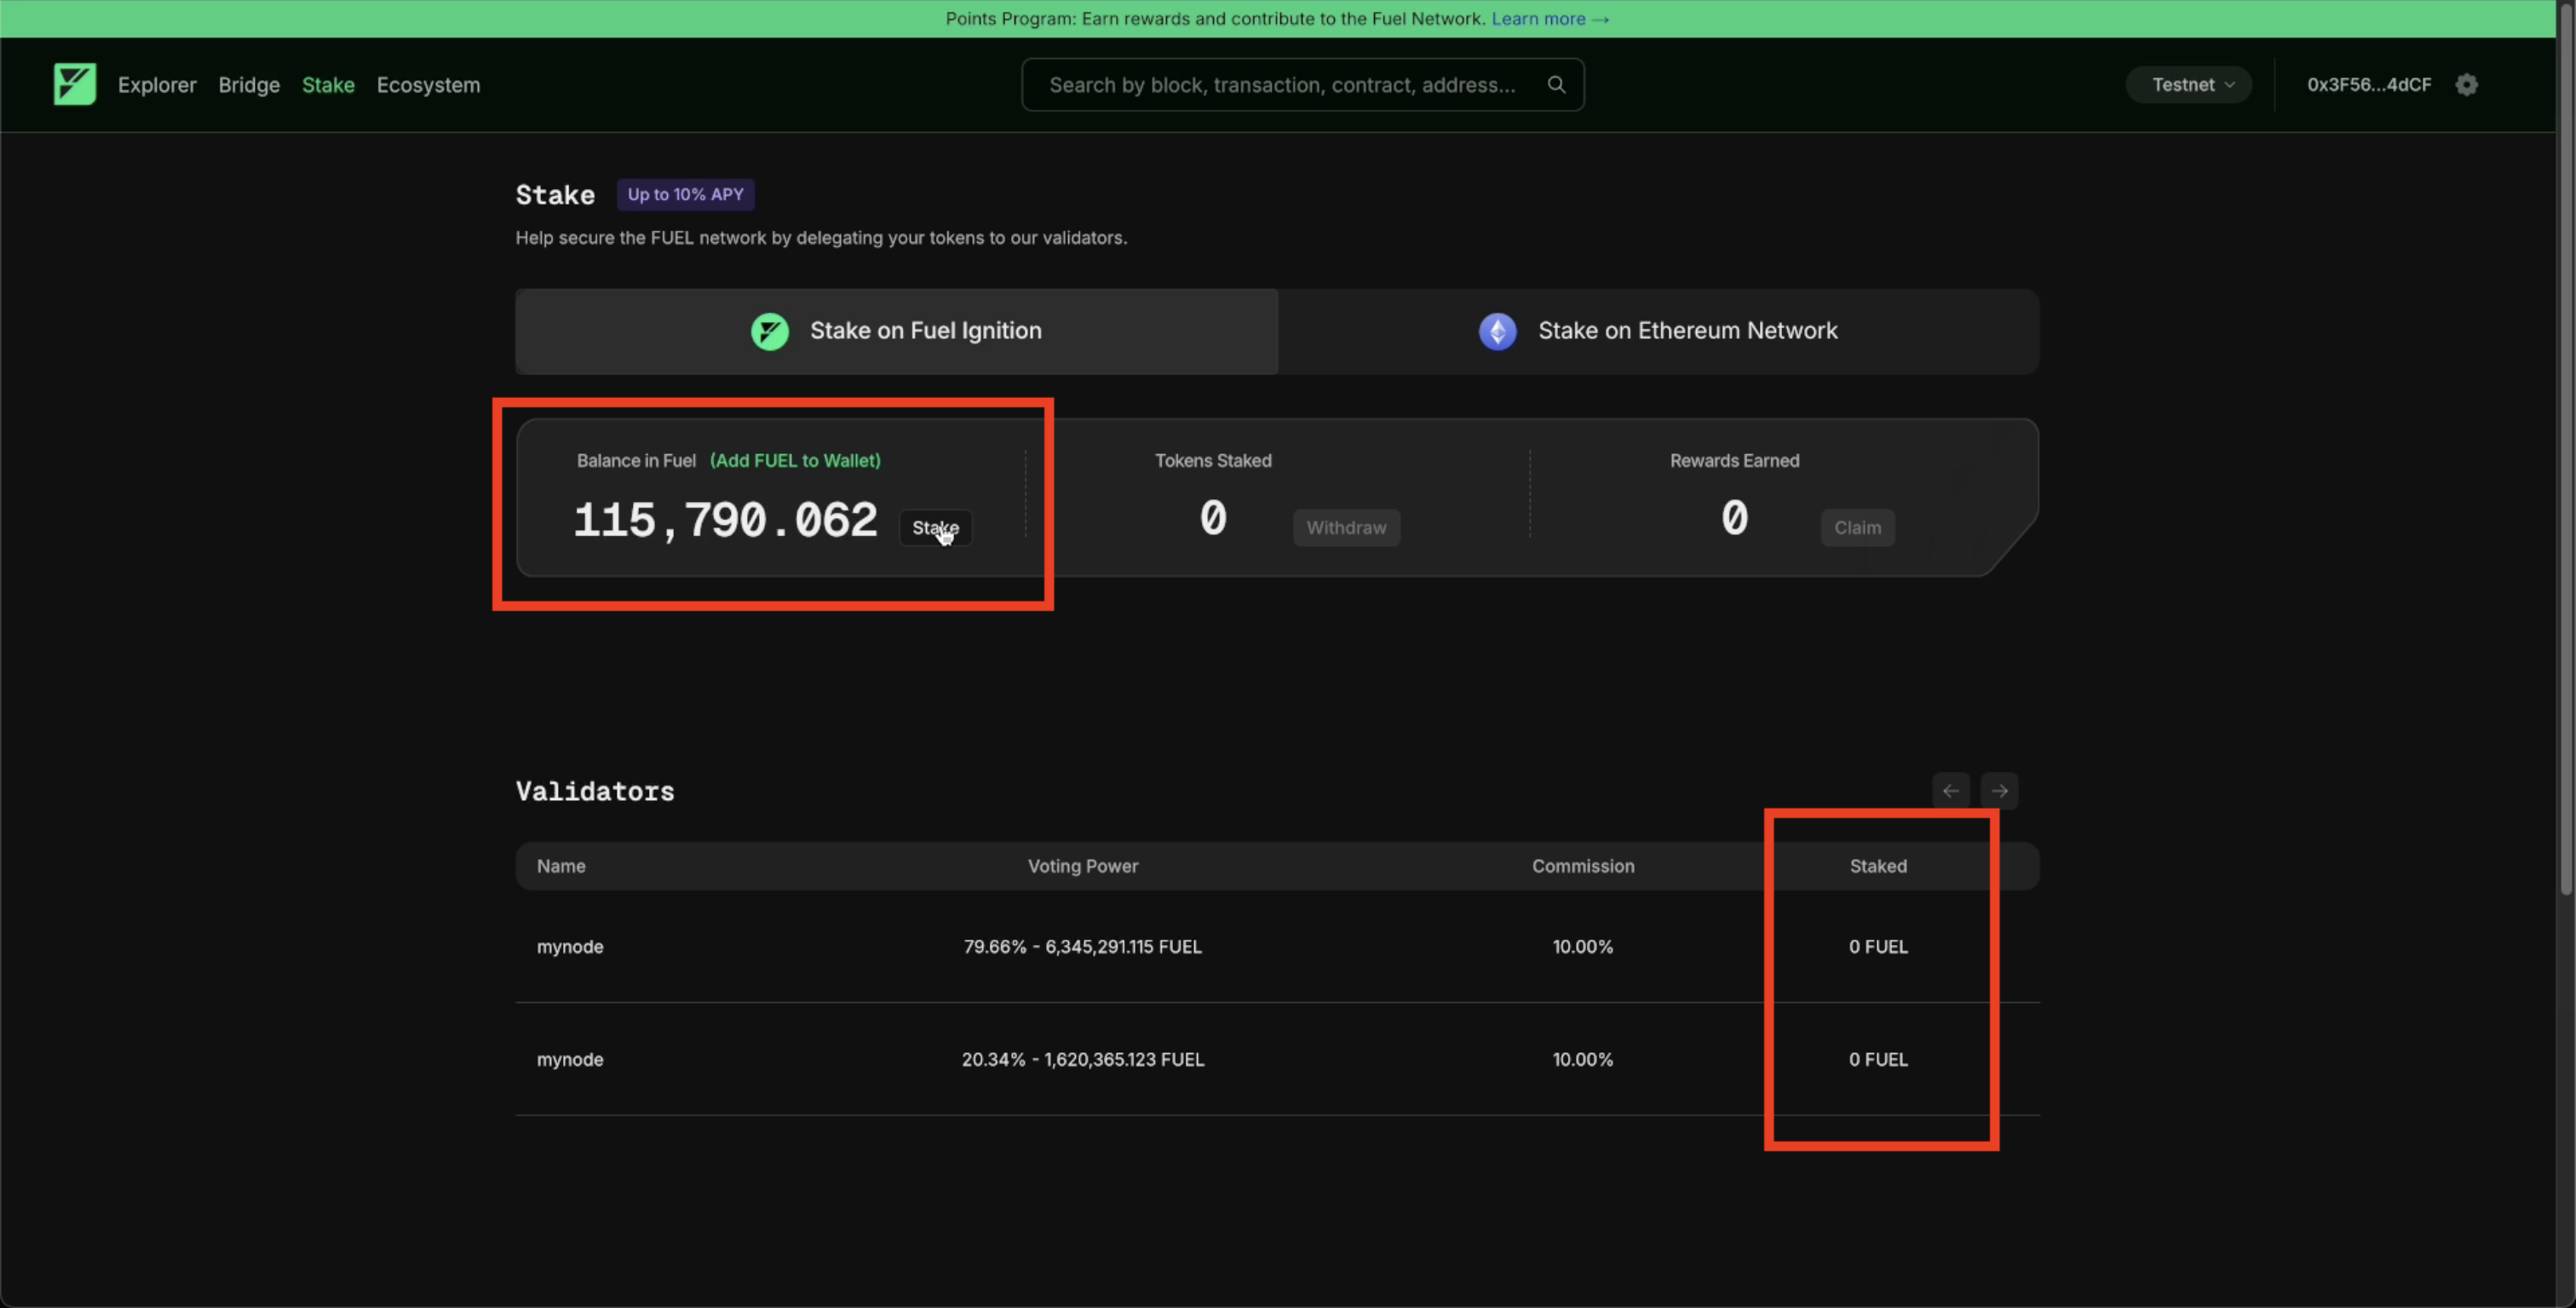 Points Program: Earn rewards and contribute to the Fuel Network. Learn more →
Explorer Bridge Stake Ecosystem
Search by block, transaction, contract, address...
Testnet
0x3F56...4dCF
Stake
Up to 10% APY
Help secure the FUEL network by delegating your tokens to our validators.
Stake on Fuel Ignition
Stake on Ethereum Network
Balance in Fuel (Add FUEL to Wallet)
115,790.062 Stake
Tokens Staked
0 Withdraw
Rewards Earned
0 Claim
Validators
Name Voting Power Commission Staked
mynode 79.66% - 6,345,291.115 FUEL 10.00% 0 FUEL
mynode 20.34% - 1,620,365.123 FUEL 10.00% 0 FUEL